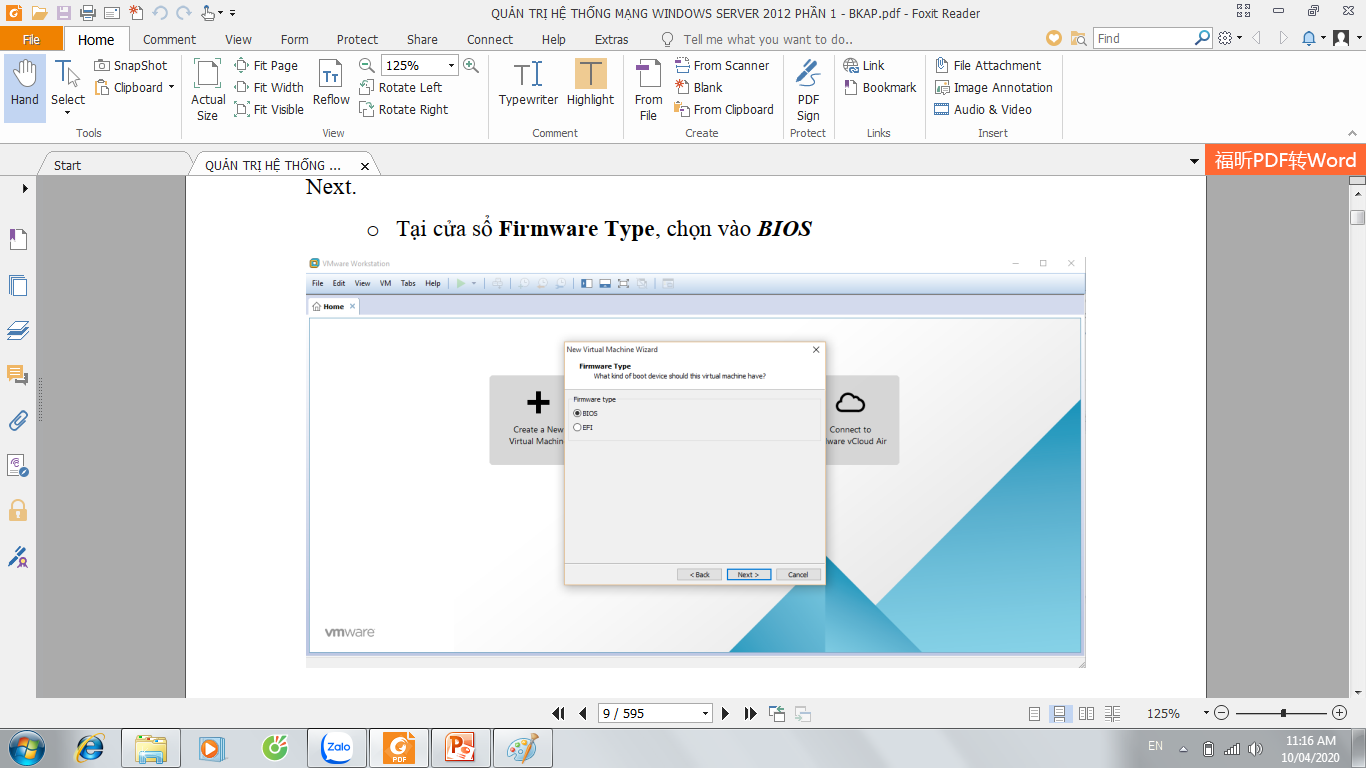 QUẢN TRỊ HỆ THỐNG MẠNG WINDOWS SERVER 2012 PHẦN 1 - BKAP.pdf - Foxit Reader
File Home Comment View Form Protect Share Connect Help Extras Tell me what you want to do.. Find
Hand
Select
SnapShot
Clipboard
Tools
Actual
Size
Fit Page
Fit Width
Fit Visible
Reflow
125%
Rotate Left
Rotate Right
View
Typewriter
Highlight
Comment
From
File
From Scanner
Blank
From Clipboard
Create
PDF
Sign
Protect
Link
Bookmark
Links
File Attachment
Image Annotation
Audio & Video
Insert
Start
QUẢN TRỊ HỆ THỐNG ...
福昕PDF转Word
Next.
o Tại cửa sổ Firmware Type, chọn vào BIOS
VMware Workstation
File Edit View VM Tabs Help
Home
New Virtual Machine Wizard
Firmware Type
What kind of boot device should this virtual machine have?
Firmware type
BIOS
EFI
Create a New
Virtual Machin
Connect to
ware vCloud Air
< Back Next > Cancel
vmware
9 / 595
125%
Zalo
PDF
EN
11:16 AM
10/04/2020